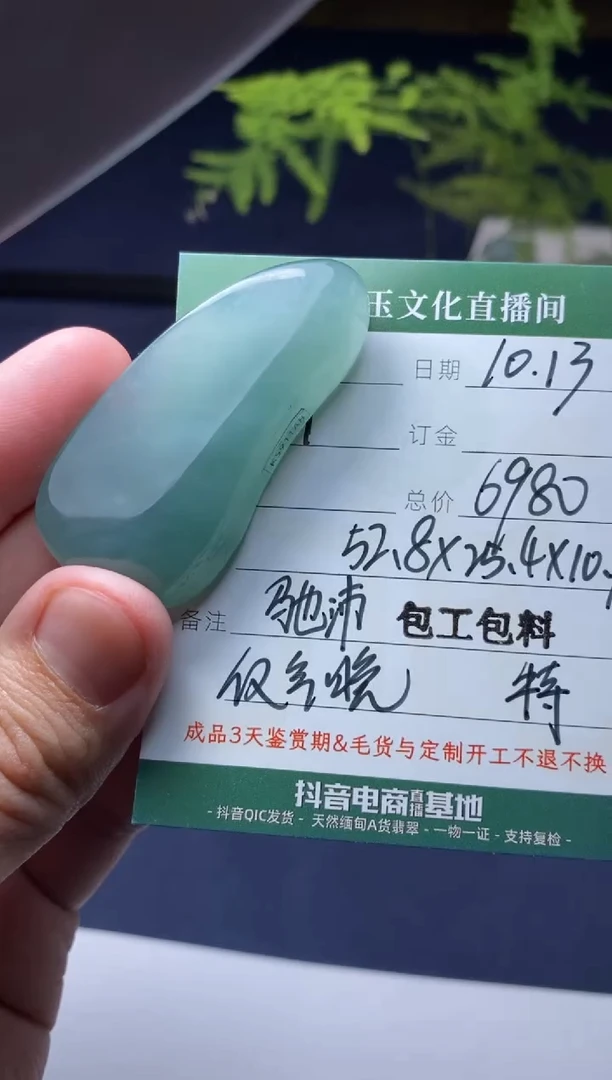 玉文化直播间
日期 10.13
订金
总价 6980
52.8X25.4X10.
备注 驰沛 包工包料
仅今晚 特
成品3天鉴赏期&毛货与定制开工不退不换
抖音电商直播基地
- 抖音QIC发货 - 天然缅甸A货翡翠 - 一物一证 - 支持复检 -